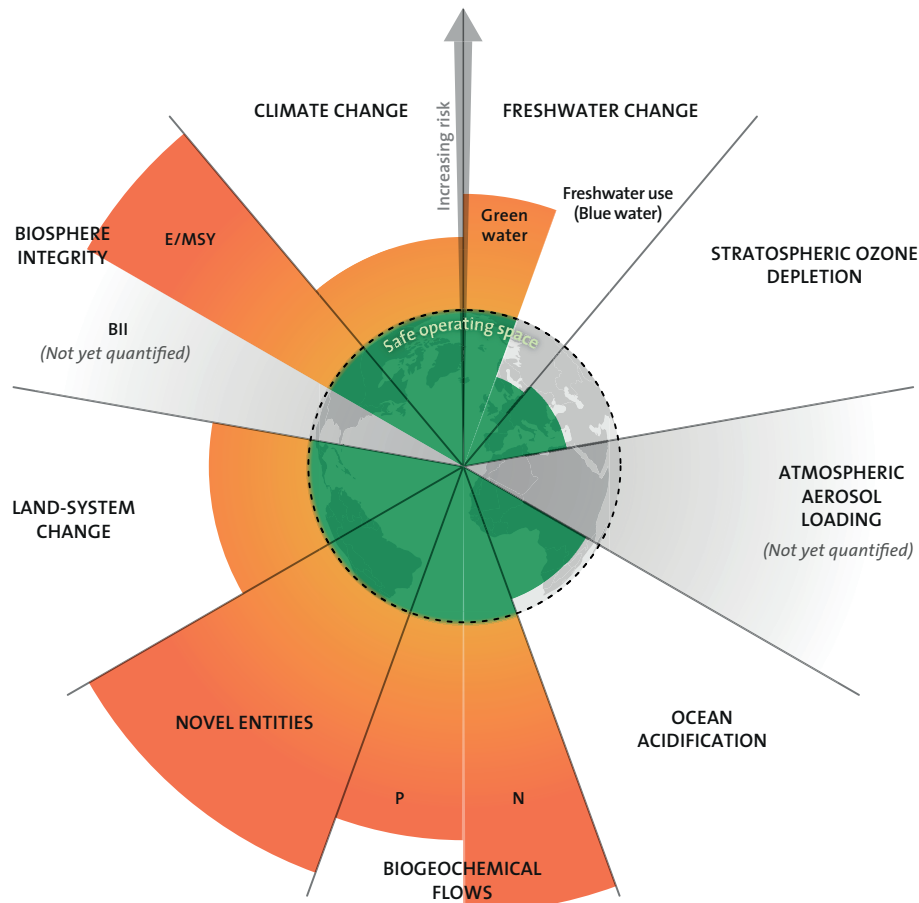 CLIMATE CHANGE
FRESHWATER CHANGE
Increasing risk
Freshwater use
(Blue water)
Green
water
BIOSPHERE
INTEGRITY
E/MSY
STRATOSPHERIC OZONE
DEPLETION
BII
(Not yet quantified)
Safe operating space
ATMOSPHERIC
AEROSOL
LOADING
(Not yet quantified)
LAND-SYSTEM
CHANGE
NOVEL ENTITIES
OCEAN
ACIDIFICATION
P
N
BIOGEOCHEMICAL
FLOWS